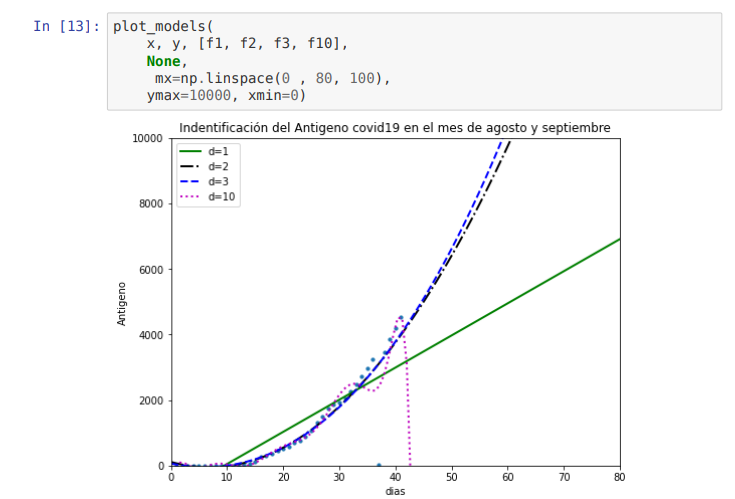 In [13]: plot_models(
x, y, [f1, f2, f3, f10],
None,
mx=np.linspace(0 , 80, 100),
ymax=10000, xmin=0)
Indentificación del Antigeno covid19 en el mes de agosto y septiembre
10000
8000
6000
4000
2000
0
Antigeno
d=1
d=2
d=3
d=10
0 10 20 30 40 50 60 70 80
dias